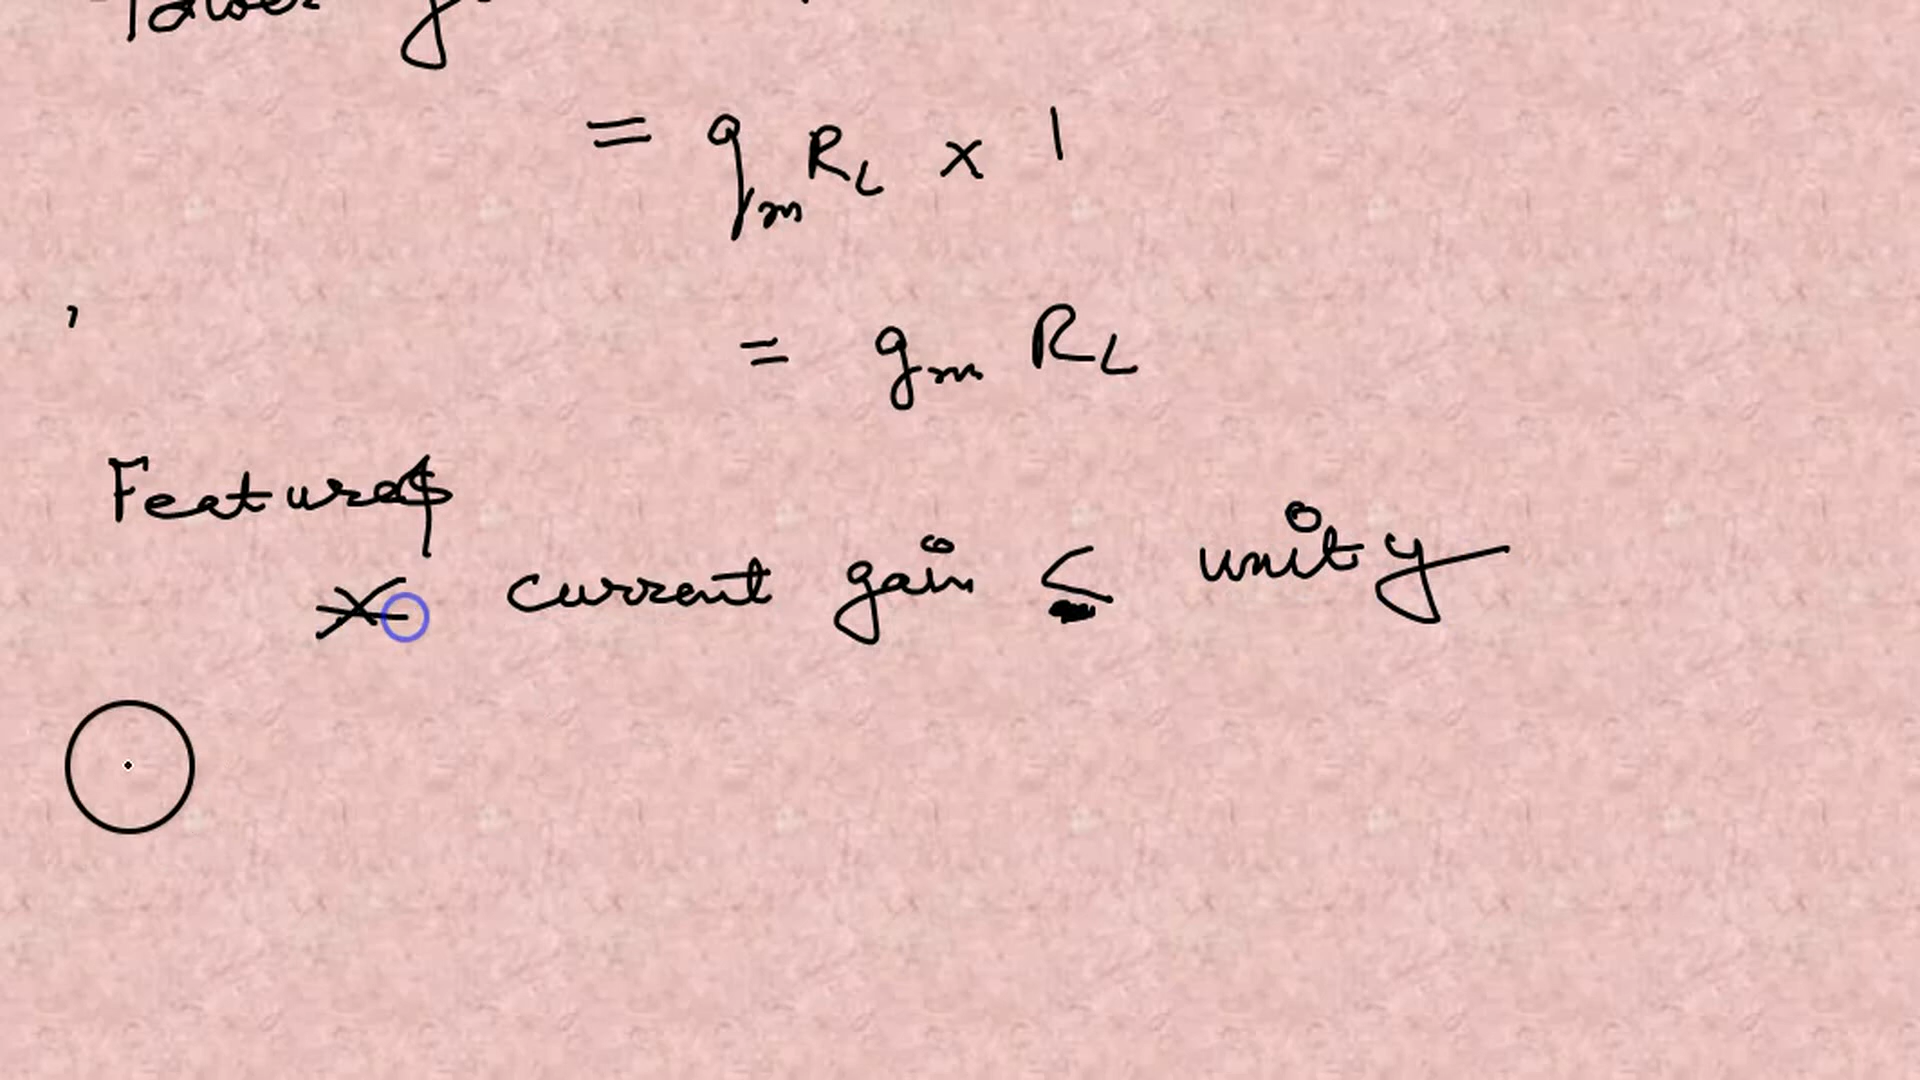 = gm RL x 1
= gm RL
Features
* current gain ≤ unity